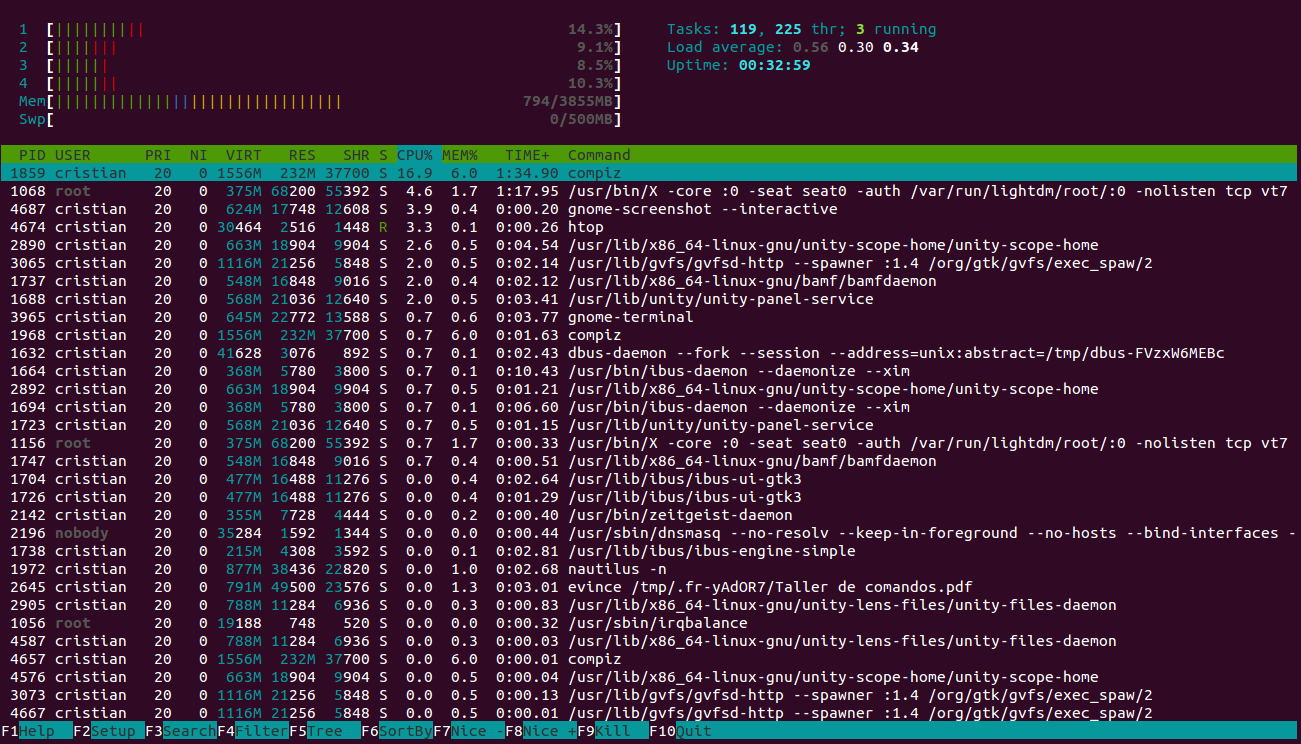 1 [||||||||||| 14.3%] Tasks: 119, 225 thr; 3 running
2 [||||||| 9.1%] Load average: 0.56 0.30 0.34
3 [|||||| 8.5%] Uptime: 00:32:59
4 [||||||| 10.3%]
Mem[|||||||||||||||||||||||||||||||| 794/3855MB]
Swp[ 0/500MB]
PID USER PRI NI VIRT RES SHR S CPU% MEM% TIME+ Command
1859 cristian 20 0 1556M 232M 37700 S 16.9 6.0 1:34.90 compiz
1068 root 20 0 375M 68200 55392 S 4.6 1.7 1:17.95 /usr/bin/X -core :0 -seat seat0 -auth /var/run/lightdm/root/:0 -nolisten tcp vt7
4687 cristian 20 0 624M 17748 12608 S 3.9 0.4 0:00.20 gnome-screenshot --interactive
4674 cristian 20 0 30464 2516 1448 R 3.3 0.1 0:00.26 htop
2890 cristian 20 0 663M 18904 9904 S 2.6 0.5 0:04.54 /usr/lib/x86_64-linux-gnu/unity-scope-home/unity-scope-home
3065 cristian 20 0 1116M 21256 5848 S 2.0 0.5 0:02.14 /usr/lib/gvfs/gvfsd-http --spawner :1.4 /org/gtk/gvfs/exec_spaw/2
1737 cristian 20 0 548M 16848 9016 S 2.0 0.4 0:02.12 /usr/lib/x86_64-linux-gnu/bamf/bamfdaemon
1688 cristian 20 0 568M 21036 12640 S 2.0 0.5 0:03.41 /usr/lib/unity/unity-panel-service
3965 cristian 20 0 645M 22772 13588 S 0.7 0.6 0:03.77 gnome-terminal
1968 cristian 20 0 1556M 232M 37700 S 0.7 6.0 0:01.63 compiz
1632 cristian 20 0 41628 3076 892 S 0.7 0.1 0:02.43 dbus-daemon --fork --session --address=unix:abstract=/tmp/dbus-FVzxW6MEBc
1664 cristian 20 0 368M 5780 3800 S 0.7 0.1 0:10.43 /usr/bin/ibus-daemon --daemonize --xim
2892 cristian 20 0 663M 18904 9904 S 0.7 0.5 0:01.21 /usr/lib/x86_64-linux-gnu/unity-scope-home/unity-scope-home
1694 cristian 20 0 368M 5780 3800 S 0.7 0.1 0:06.60 /usr/bin/ibus-daemon --daemonize --xim
1723 cristian 20 0 568M 21036 12640 S 0.7 0.5 0:01.15 /usr/lib/unity/unity-panel-service
1156 root 20 0 375M 68200 55392 S 0.7 1.7 0:00.33 /usr/bin/X -core :0 -seat seat0 -auth /var/run/lightdm/root/:0 -nolisten tcp vt7
1747 cristian 20 0 548M 16848 9016 S 0.7 0.4 0:00.51 /usr/lib/x86_64-linux-gnu/bamf/bamfdaemon
1704 cristian 20 0 477M 16488 11276 S 0.0 0.4 0:02.64 /usr/lib/ibus/ibus-ui-gtk3
1726 cristian 20 0 477M 16488 11276 S 0.0 0.4 0:01.29 /usr/lib/ibus/ibus-ui-gtk3
2142 cristian 20 0 355M 7728 4444 S 0.0 0.2 0:00.40 /usr/bin/zeitgeist-daemon
2196 nobody 20 0 35284 1592 1344 S 0.0 0.0 0:00.44 /usr/sbin/dnsmasq --no-resolv --keep-in-foreground --no-hosts --bind-interfaces -
1738 cristian 20 0 215M 4308 3592 S 0.0 0.1 0:02.81 /usr/lib/ibus/ibus-engine-simple
1972 cristian 20 0 877M 38436 22820 S 0.0 1.0 0:02.68 nautilus -n
2645 cristian 20 0 791M 49500 23576 S 0.0 1.3 0:03.01 evince /tmp/.fr-yAdOR7/Taller de comandos.pdf
2905 cristian 20 0 788M 11284 6936 S 0.0 0.3 0:00.83 /usr/lib/x86_64-linux-gnu/unity-lens-files/unity-files-daemon
1056 root 20 0 19188 748 520 S 0.0 0.0 0:00.32 /usr/sbin/irqbalance
4587 cristian 20 0 788M 11284 6936 S 0.0 0.3 0:00.03 /usr/lib/x86_64-linux-gnu/unity-lens-files/unity-files-daemon
4657 cristian 20 0 1556M 232M 37700 S 0.0 6.0 0:00.01 compiz
4576 cristian 20 0 663M 18904 9904 S 0.0 0.5 0:00.04 /usr/lib/x86_64-linux-gnu/unity-scope-home/unity-scope-home
3073 cristian 20 0 1116M 21256 5848 S 0.0 0.5 0:00.13 /usr/lib/gvfs/gvfsd-http --spawner :1.4 /org/gtk/gvfs/exec_spaw/2
4667 cristian 20 0 1116M 21256 5848 S 0.0 0.5 0:00.01 /usr/lib/gvfs/gvfsd-http --spawner :1.4 /org/gtk/gvfs/exec_spaw/2
F1Help F2Setup F3SearchF4FilterF5Tree F6SortByF7Nice -F8Nice +F9Kill F10Quit